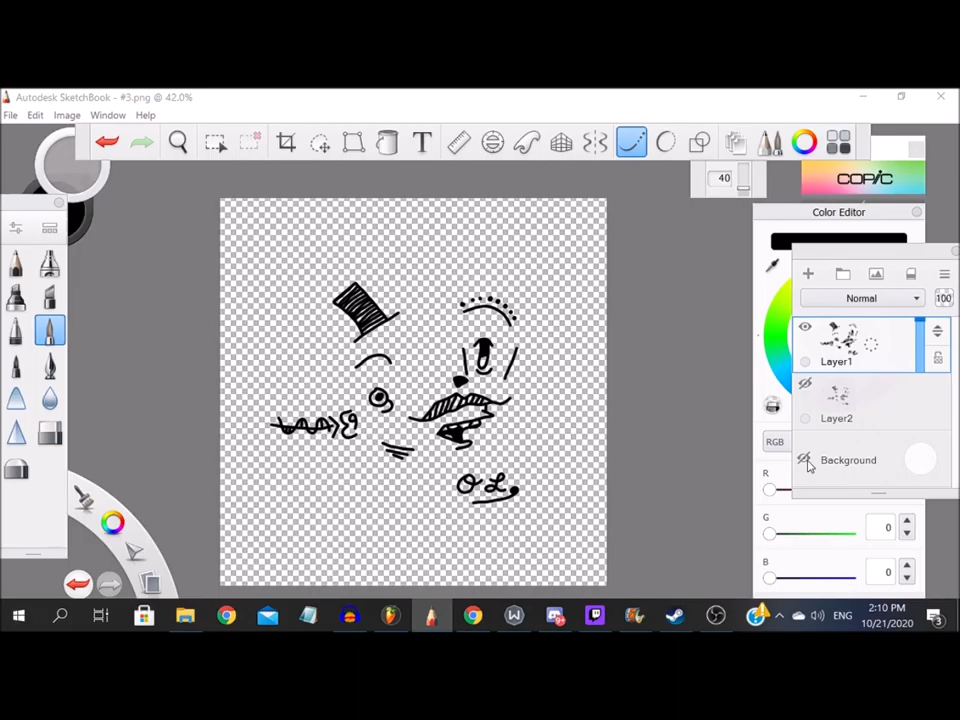 Autodesk SketchBook - #3.png @ 42.0%
File Edit Image Window Help
T
40
COPIC
Color Editor
Normal
100
Layer1
Layer2
Background
RGB
R
G
0
B
0
O L
ENG
2:10 PM
10/21/2020
3